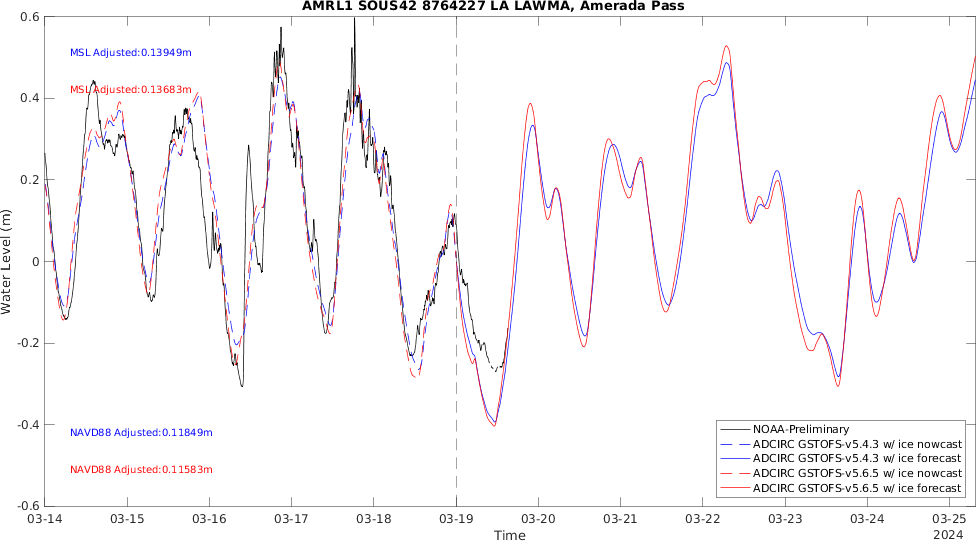 AMRL1 SOUS42 8764227 LA LAWMA, Amerada Pass
0.6
0.4
0.2
0
-0.2
-0.4
-0.6
Water Level (m)
MSL Adjusted:0.13949m
MSL Adjusted:0.13683m
NAVD88 Adjusted:0.11849m
NAVD88 Adjusted:0.11583m
NOAA-Preliminary
ADCIRC GSTOFS-v5.4.3 w/ ice nowcast
ADCIRC GSTOFS-v5.4.3 w/ ice forecast
ADCIRC GSTOFS-v5.6.5 w/ ice nowcast
ADCIRC GSTOFS-v5.6.5 w/ ice forecast
03-14 03-15 03-16 03-17 03-18 03-19 03-20 03-21 03-22 03-23 03-24 03-25
Time
2024